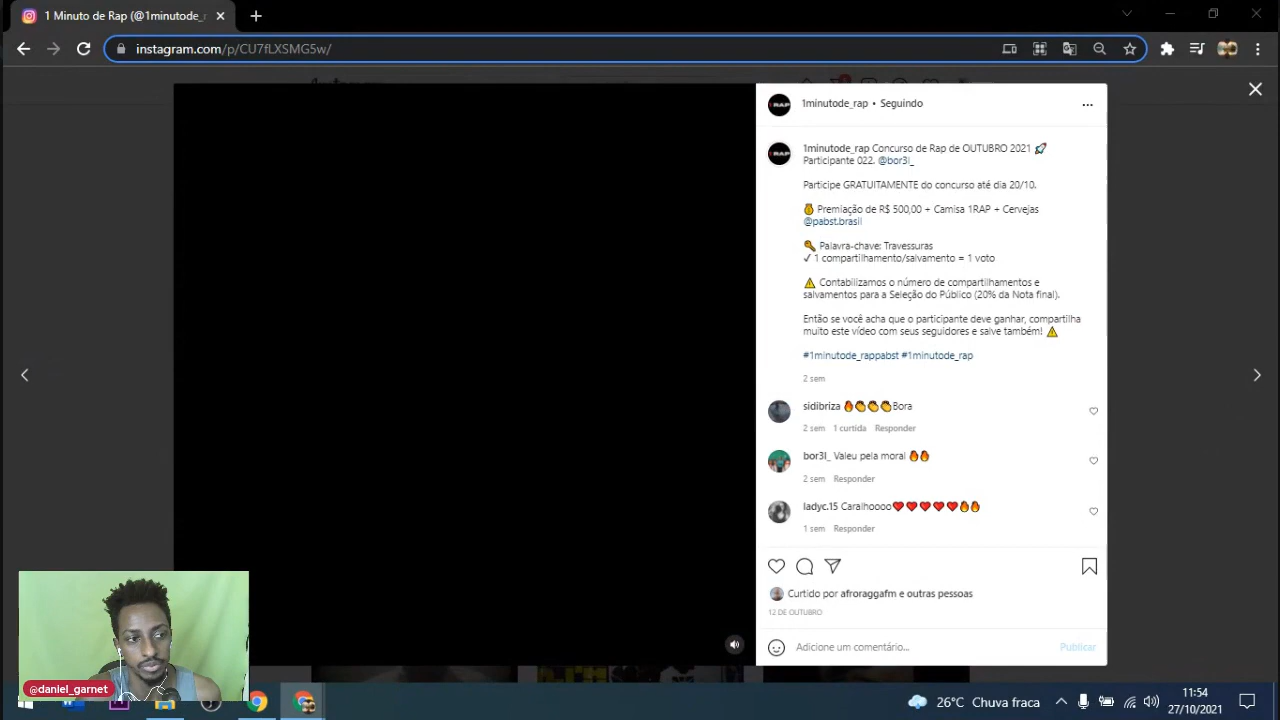 1 Minuto de Rap (@1minutode_r
instagram.com/p/CU7fLXSMG5w/
1minutode_rap • Seguindo
1minutode_rap Concurso de Rap de OUTUBRO 2021 🚀
Participante 022. @bor3l_
Participe GRATUITAMENTE do concurso até dia 20/10.
🥇 Premiação de R$ 500,00 + Camisa 1RAP + Cervejas
@pabst.brasil
🔑 Palavra-chave: Travessuras
✓ 1 compartilhamento/salvamento = 1 voto
⚠️ Contabilizamos o número de compartilhamentos e
salvamentos para a Seleção do Público (20% da Nota final).
Então se você acha que o participante deve ganhar, compartilha
muito este vídeo com seus seguidores e salve também! ⚠️
#1minutode_rappabst #1minutode_rap
2 sem
sidibriza 🔥👏👏👏Bora
2 sem 1 curtida Responder
bor3l_ Valeu pela moral 🔥🔥
2 sem Responder
ladyc.15 Caralhoooo❤️❤️❤️❤️❤️🔥🔥
1 sem Responder
Curtido por afroraggafm e outras pessoas
12 DE OUTUBRO
Adicione um comentário...
Publicar
@daniel_garnet
26°C Chuva fraca
11:54
27/10/2021